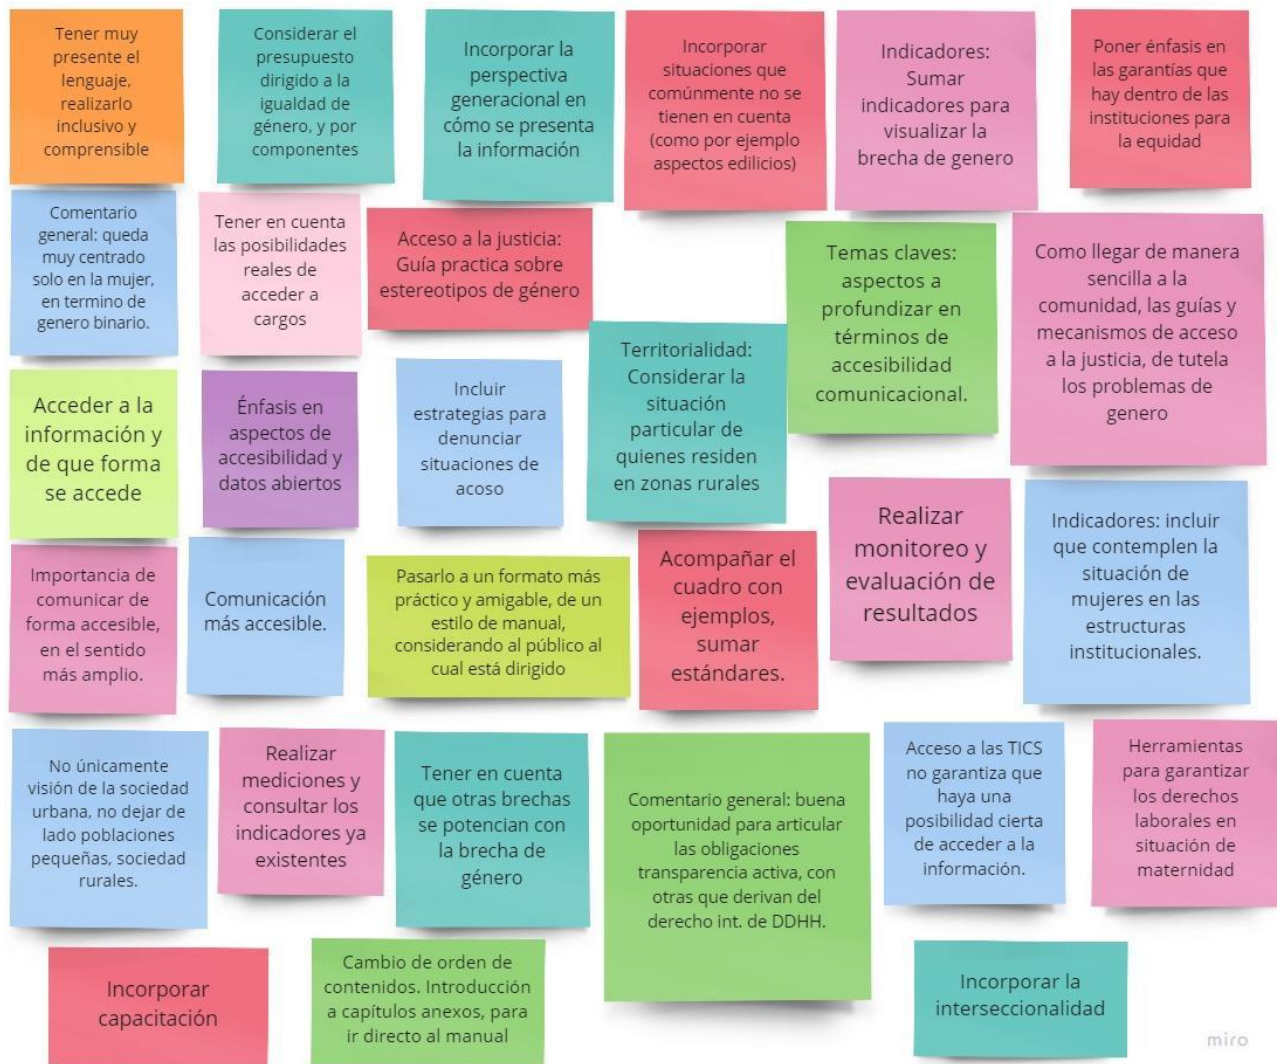 Tener muy
presente el
lenguaje,
realizarlo
inclusivo y
comprensible
Considerar el
presupuesto
dirigido a la
igualdad de
género, y por
componentes
Incorporar la
perspectiva
generacional en
cómo se presenta
la información
Incorporar
situaciones que
comúnmente no se
tienen en cuenta
(como por ejemplo
aspectos edilicios)
Indicadores:
Sumar
indicadores para
visualizar la
brecha de genero
Poner énfasis en
las garantías que
hay dentro de las
instituciones para
la equidad
Comentario
general: queda
muy centrado
solo en la mujer,
en termino de
genero binario.
Tener en cuenta
las posibilidades
reales de
acceder a
cargos
Acceso a la justicia:
Guía practica sobre
estereotipos de género
Territorialidad:
Considerar la
situación
particular de
quienes residen
en zonas rurales
Temas claves:
aspectos a
profundizar en
términos de
accesibilidad
comunicacional.
Como llegar de manera
sencilla a la
comunidad, las guías y
mecanismos de acceso
a la justicia, de tutela
los problemas de
genero
Acceder a la
información y
de que forma
se accede
Énfasis en
aspectos de
accesibilidad y
datos abiertos
Incluir
estrategias para
denunciar
situaciones de
acoso
Realizar
monitoreo y
evaluación de
resultados
Indicadores: incluir
que contemplen la
situación de
mujeres en las
estructuras
institucionales.
Importancia de
comunicar de
forma accesible,
en el sentido
más amplio.
Comunicación
más accesible.
Pasarlo a un formato más
práctico y amigable, de un
estilo de manual,
considerando al público al
cual está dirigido
Acompañar el
cuadro con
ejemplos,
sumar
estándares.
No únicamente
visión de la sociedad
urbana, no dejar de
lado poblaciones
pequeñas, sociedad
rurales.
Realizar
mediciones y
consultar los
indicadores ya
existentes
Tener en cuenta
que otras brechas
se potencian con
la brecha de
género
Comentario general: buena
oportunidad para articular
las obligaciones
transparencia activa, con
otras que derivan del
derecho int. de DDHH.
Acceso a las TICS
no garantiza que
haya una
posibilidad cierta
de acceder a la
información.
Herramientas
para garantizar
los derechos
laborales en
situación de
maternidad
Incorporar
capacitación
Cambio de orden de
contenidos. Introducción
a capítulos anexos, para
ir directo al manual
Incorporar la
interseccionalidad
miro